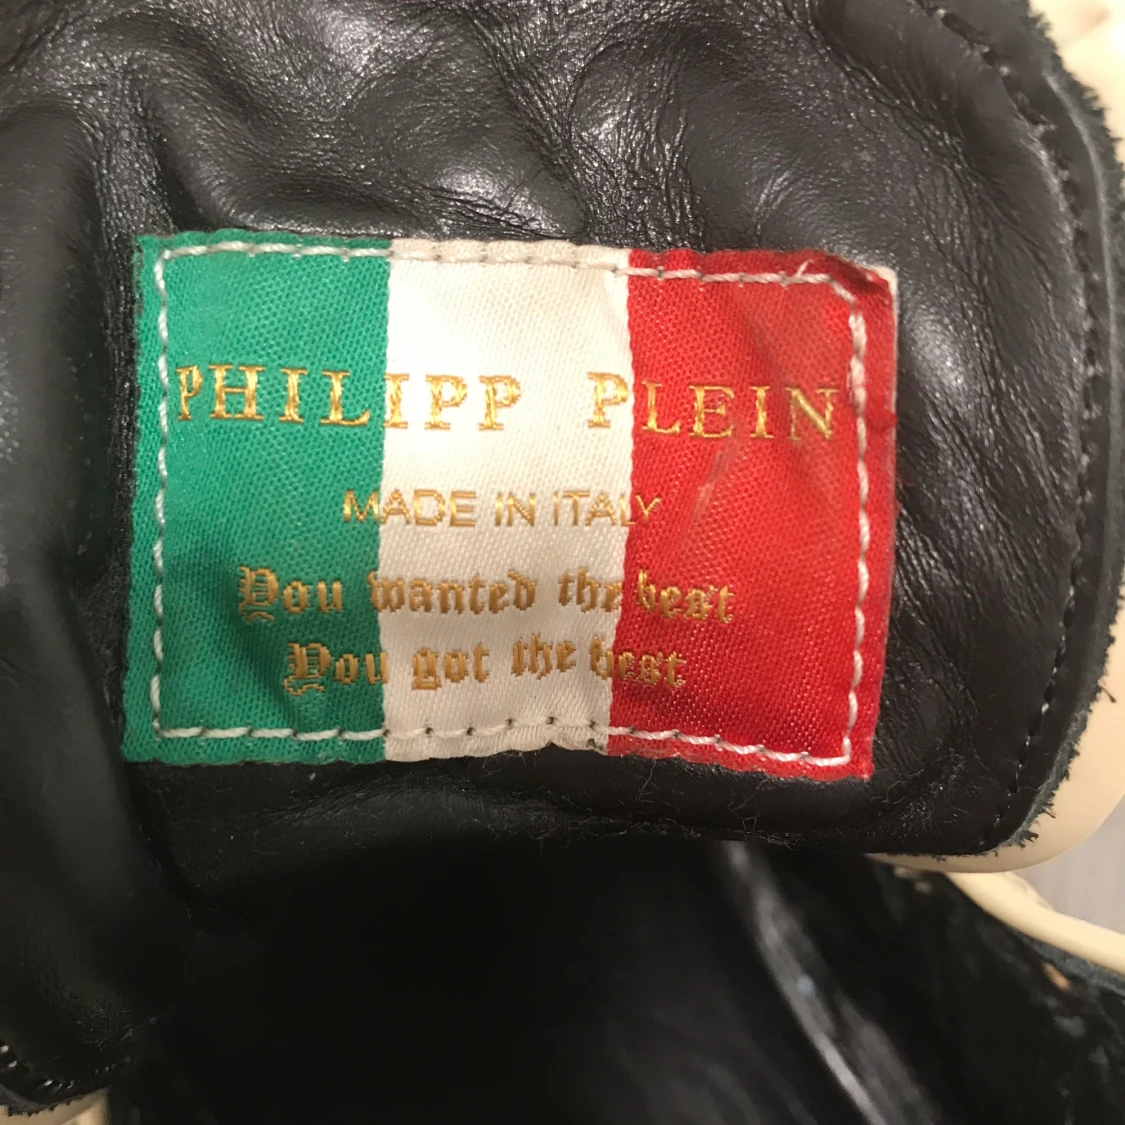 PHILIPP PLEIN
MADE IN ITALY
You wanted the best
You got the best